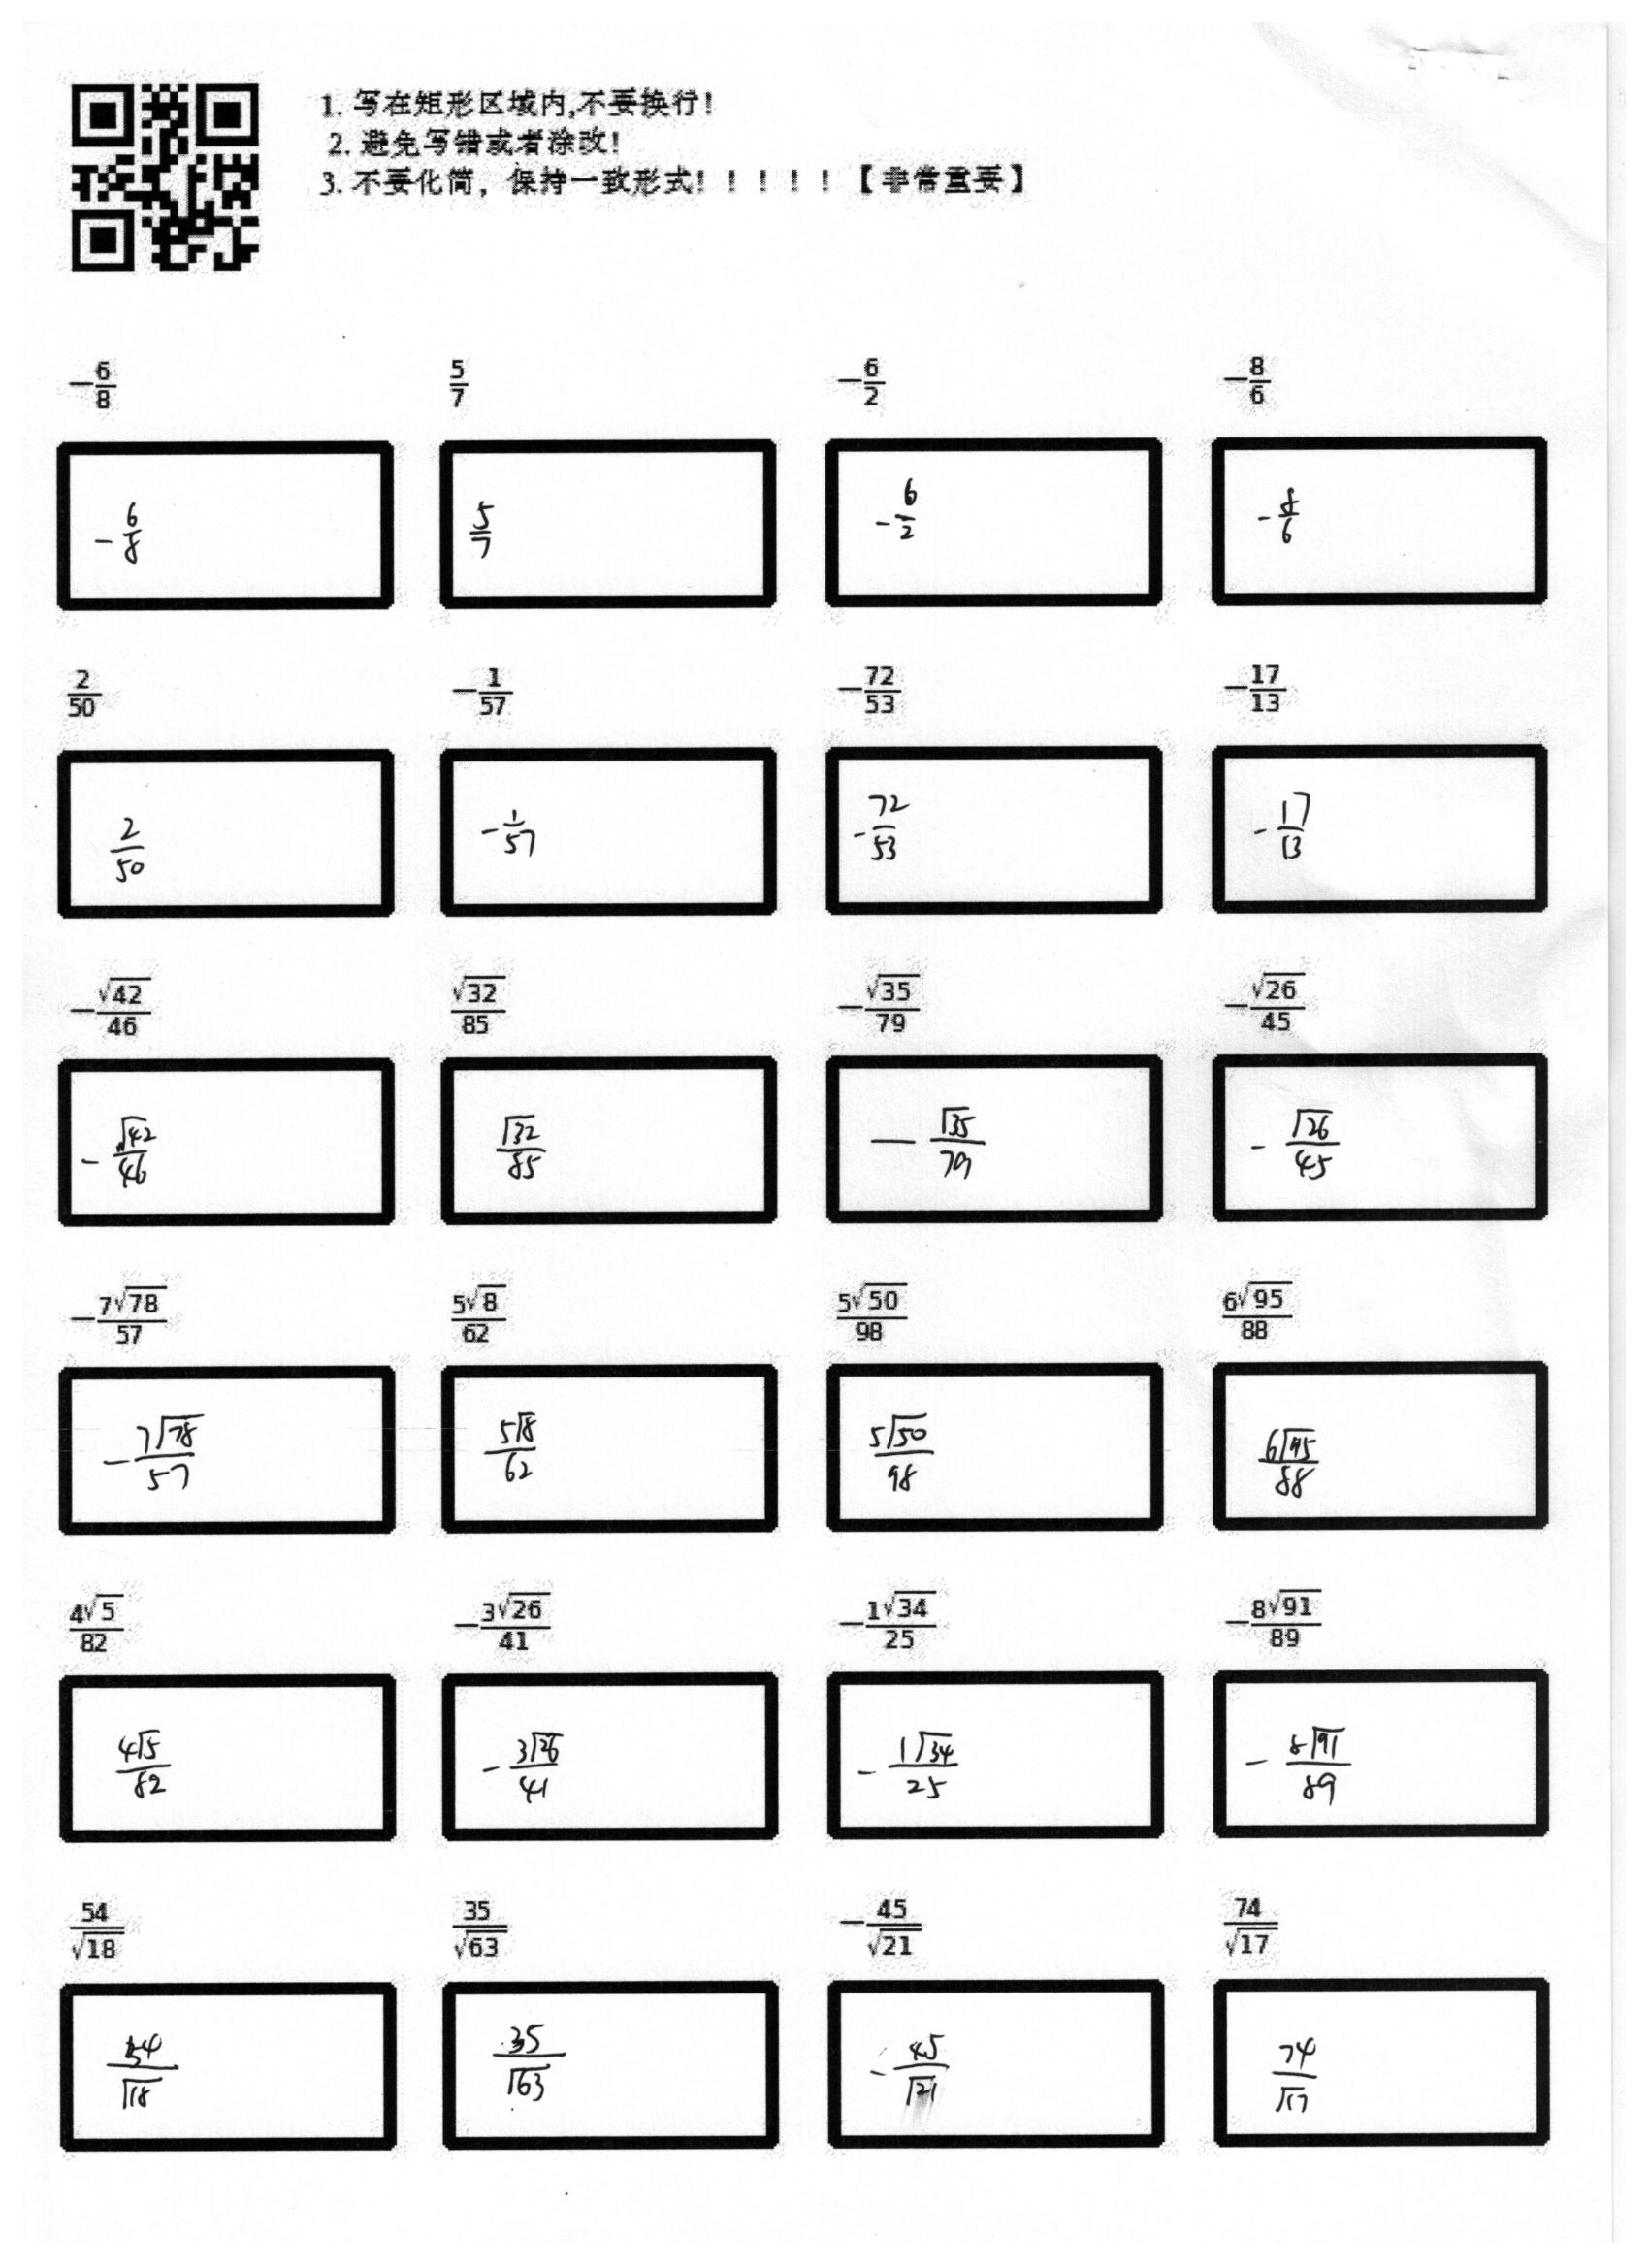 1. 写在矩形区域内,不要换行!
2. 避免写错或者涂改!
3. 不要化简，保持一致形式！！！！！【非常重要】
-\frac{6}{8} \frac{5}{7} -\frac{6}{2} -\frac{8}{6}
-\frac{6}{8} \frac{5}{7} -\frac{6}{2} -\frac{8}{6}
\frac{2}{50} -\frac{1}{57} -\frac{72}{53} -\frac{17}{13}
\frac{2}{50} -\frac{1}{57} -\frac{72}{53} -\frac{17}{13}
-\frac{\sqrt{42}}{46} \frac{\sqrt{32}}{85} -\frac{\sqrt{35}}{79} -\frac{\sqrt{26}}{45}
-\frac{\sqrt{42}}{46} \frac{\sqrt{32}}{85} -\frac{\sqrt{35}}{79} -\frac{\sqrt{26}}{45}
-\frac{7\sqrt{78}}{57} \frac{5\sqrt{8}}{62} \frac{5\sqrt{50}}{98} \frac{6\sqrt{95}}{88}
-\frac{7\sqrt{78}}{57} \frac{5\sqrt{8}}{62} \frac{5\sqrt{50}}{98} \frac{6\sqrt{95}}{88}
\frac{4\sqrt{5}}{82} -\frac{3\sqrt{26}}{41} -\frac{1\sqrt{34}}{25} -\frac{8\sqrt{91}}{89}
\frac{4\sqrt{5}}{82} -\frac{3\sqrt{26}}{41} -\frac{1\sqrt{34}}{25} -\frac{8\sqrt{91}}{89}
\frac{54}{\sqrt{18}} \frac{35}{\sqrt{63}} -\frac{45}{\sqrt{21}} \frac{74}{\sqrt{17}}
\frac{54}{\sqrt{18}} \frac{35}{\sqrt{63}} -\frac{45}{\sqrt{21}} \frac{74}{\sqrt{17}}